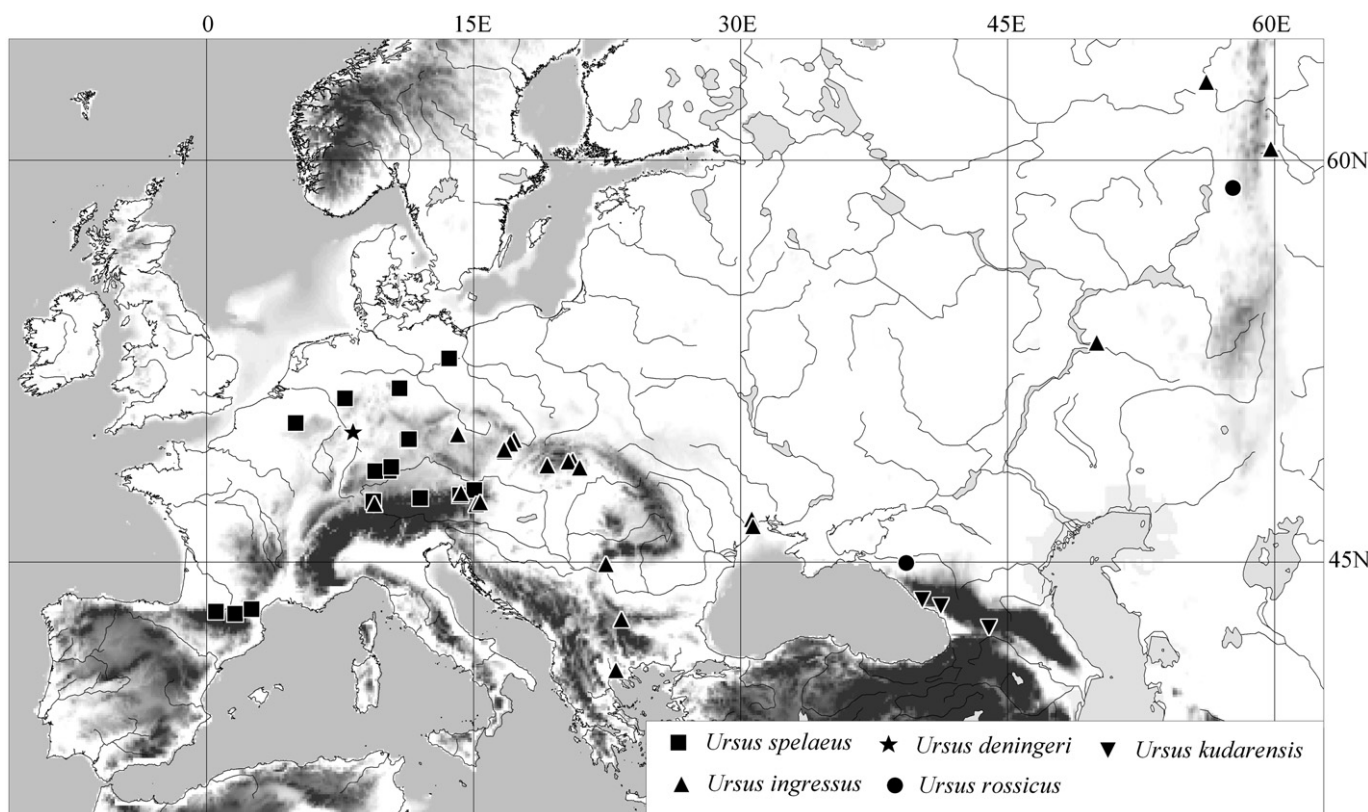 0 15E 30E 45E 60E
60N
45N
Ursus spelaeus Ursus deningeri Ursus kudarensis
Ursus ingressus Ursus rossicus